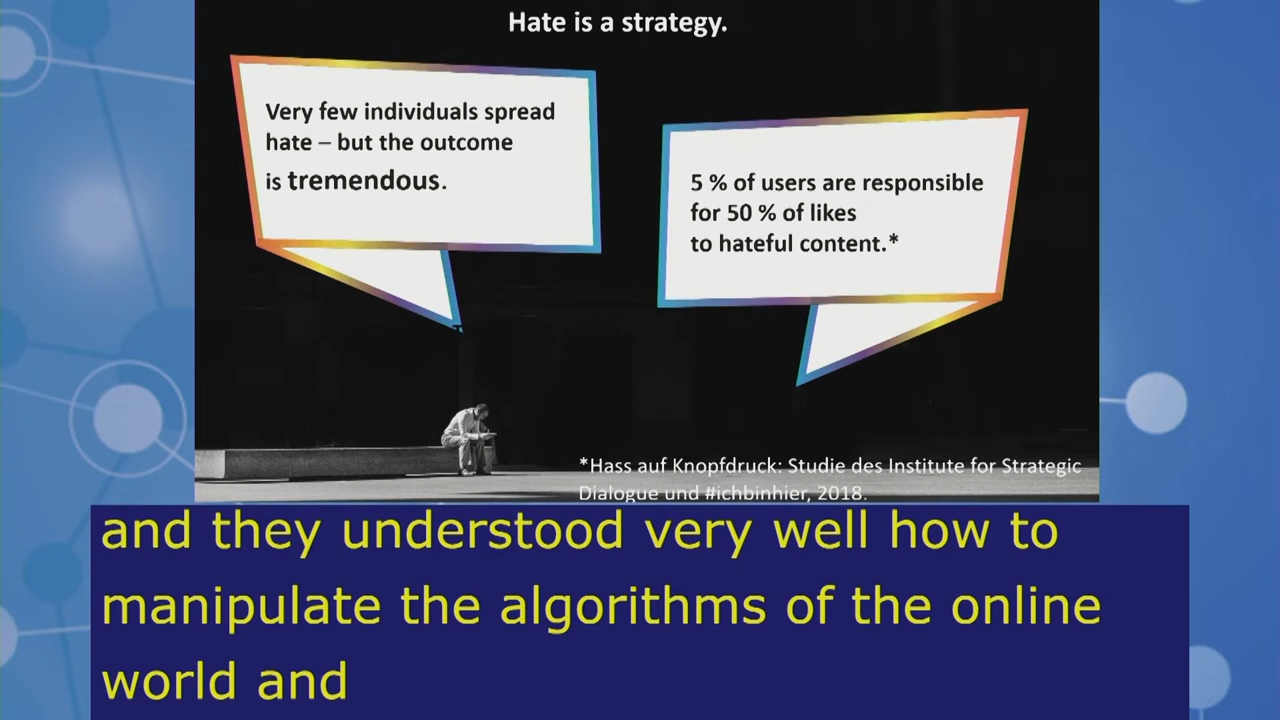 Hate is a strategy.
Very few individuals spread
hate – but the outcome
is tremendous.
5 % of users are responsible
for 50 % of likes
to hateful content.*
*Hass auf Knopfdruck: Studie des Institute for Strategic
Dialogue und #ichbinhier, 2018.
and they understood very well how to
manipulate the algorithms of the online
world and